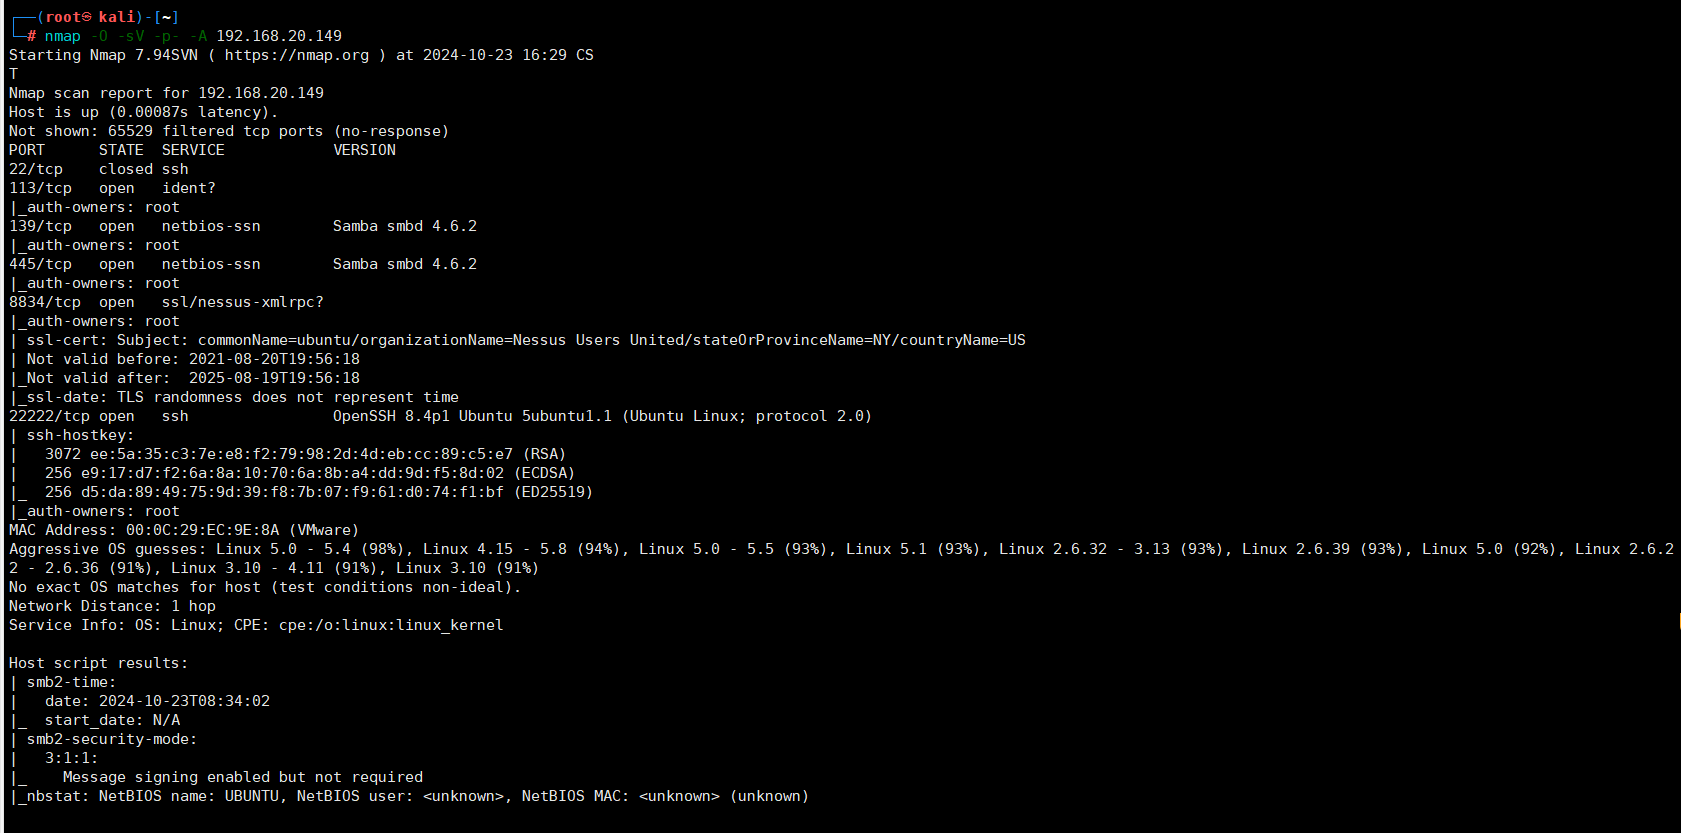 ┌──(root㉿kali)-[~]
└─# nmap -O -sV -p- -A 192.168.20.149
Starting Nmap 7.94SVN ( https://nmap.org ) at 2024-10-23 16:29 CS
T
Nmap scan report for 192.168.20.149
Host is up (0.00087s latency).
Not shown: 65529 filtered tcp ports (no-response)
PORT      STATE  SERVICE            VERSION
22/tcp    closed ssh
113/tcp   open   ident?
|_auth-owners: root
139/tcp   open   netbios-ssn        Samba smbd 4.6.2
|_auth-owners: root
445/tcp   open   netbios-ssn        Samba smbd 4.6.2
|_auth-owners: root
8834/tcp  open   ssl/nessus-xmlrpc?
|_auth-owners: root
| ssl-cert: Subject: commonName=ubuntu/organizationName=Nessus Users United/stateOrProvinceName=NY/countryName=US
| Not valid before: 2021-08-20T19:56:18
|_Not valid after:  2025-08-19T19:56:18
|_ssl-date: TLS randomness does not represent time
22222/tcp open   ssh                OpenSSH 8.4p1 Ubuntu 5ubuntu1.1 (Ubuntu Linux; protocol 2.0)
| ssh-hostkey:
|   3072 ee:5a:35:c3:7e:e8:f2:79:98:2d:4d:eb:cc:89:c5:e7 (RSA)
|   256 e9:17:d7:f2:6a:8a:10:70:6a:8b:a4:dd:9d:f5:8d:02 (ECDSA)
|_  256 d5:da:89:49:75:9d:39:f8:7b:07:f9:61:d0:74:f1:bf (ED25519)
|_auth-owners: root
MAC Address: 00:0C:29:EC:9E:8A (VMware)
Aggressive OS guesses: Linux 5.0 - 5.4 (98%), Linux 4.15 - 5.8 (94%), Linux 5.0 - 5.5 (93%), Linux 5.1 (93%), Linux 2.6.32 - 3.13 (93%), Linux 2.6.39 (93%), Linux 5.0 (92%), Linux 2.6.2
2 - 2.6.36 (91%), Linux 3.10 - 4.11 (91%), Linux 3.10 (91%)
No exact OS matches for host (test conditions non-ideal).
Network Distance: 1 hop
Service Info: OS: Linux; CPE: cpe:/o:linux:linux_kernel

Host script results:
| smb2-time:
|   date: 2024-10-23T08:34:02
|_  start_date: N/A
| smb2-security-mode:
|   3:1:1:
|_    Message signing enabled but not required
|_nbstat: NetBIOS name: UBUNTU, NetBIOS user: <unknown>, NetBIOS MAC: <unknown> (unknown)